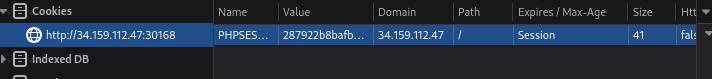 Cookies
Name Value Domain Path Expires / Max-Age Size Htt
http://34.159.112.47:30168 PHPSES… 287922b8bafb… 34.159.112.47 / Session 41 fals
Indexed DB